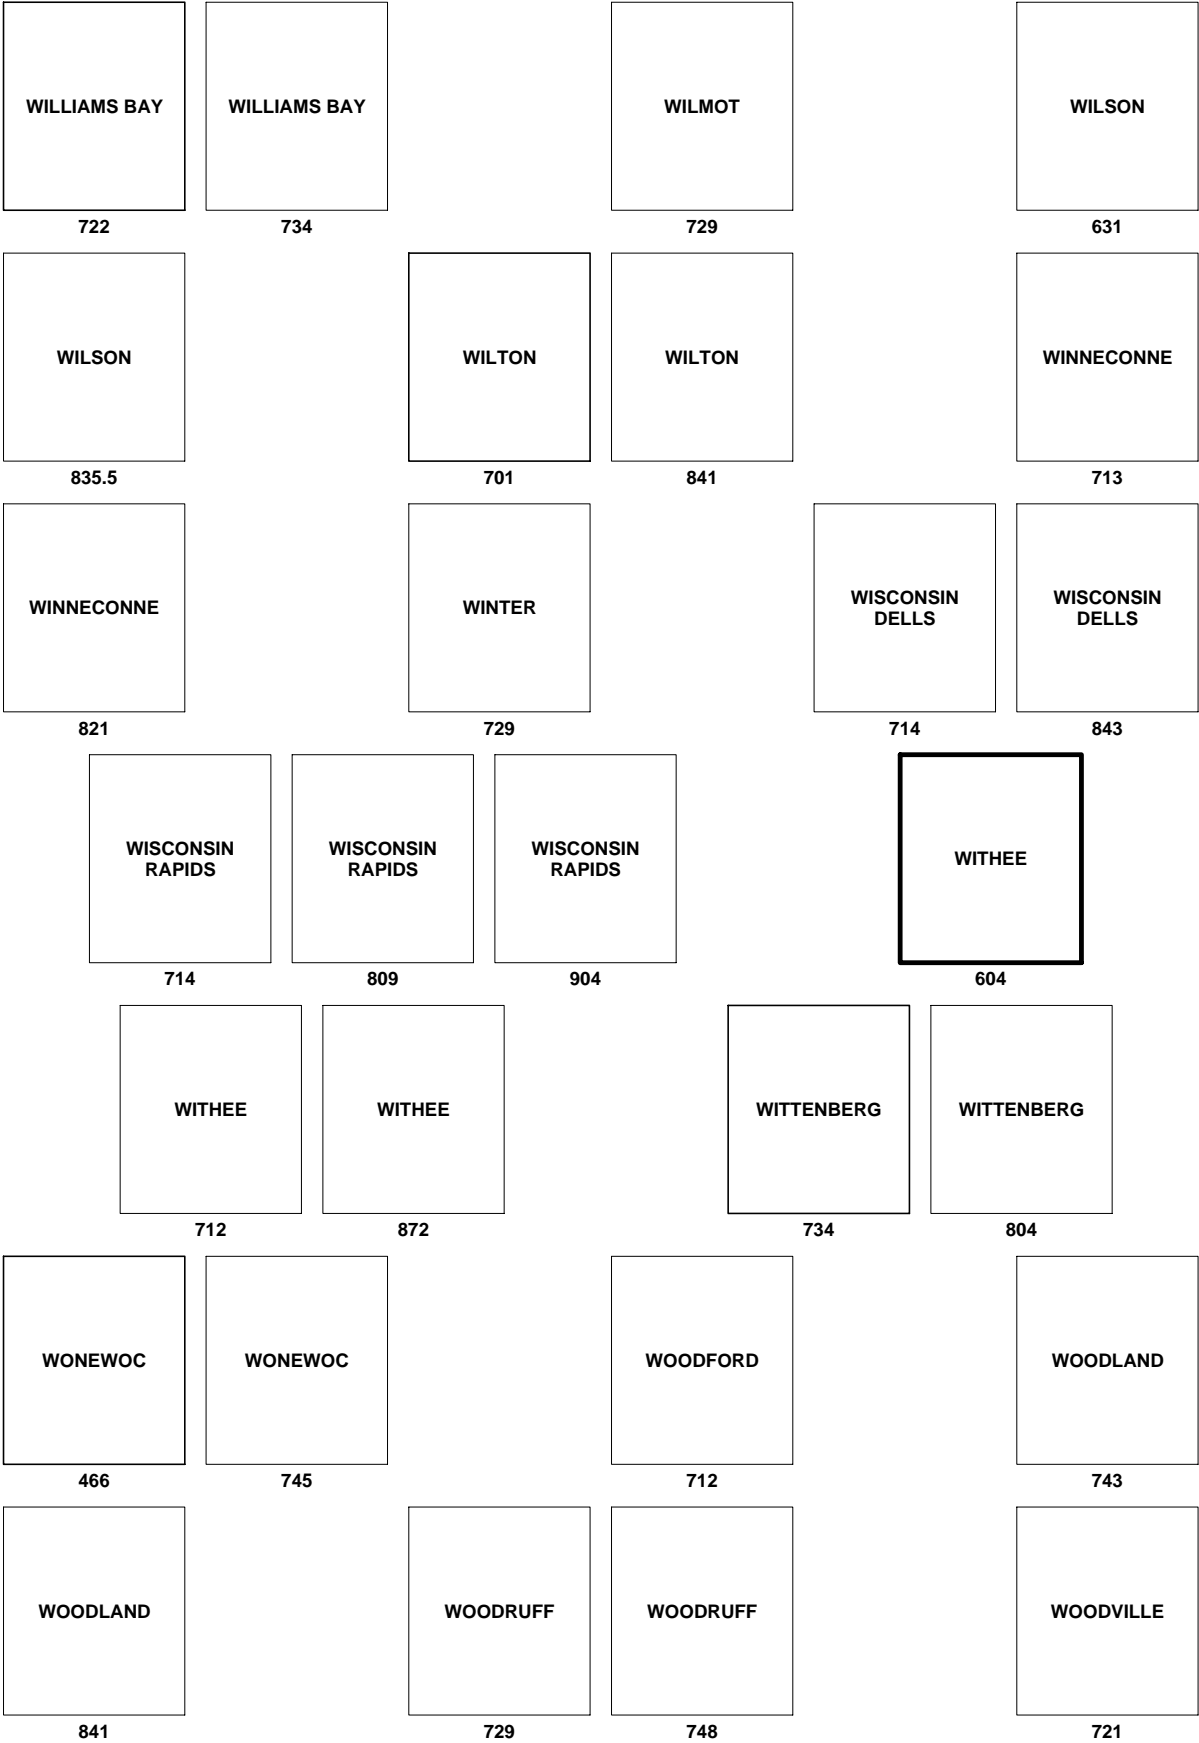 WILLIAMS BAY WILLIAMS BAY WILMOT WILSON
722 734 729 631
WILSON WILTON WILTON WINNECONNE
835.5 701 841 713
WINNECONNE WINTER WISCONSIN DELLS WISCONSIN DELLS
821 729 714 843
WISCONSIN RAPIDS WISCONSIN RAPIDS WISCONSIN RAPIDS WITHEE
714 809 904 604
WITHEE WITHEE WITTENBERG WITTENBERG
712 872 734 804
WONEWOC WONEWOC WOODFORD WOODLAND
466 745 712 743
WOODLAND WOODRUFF WOODRUFF WOODVILLE
841 729 748 721